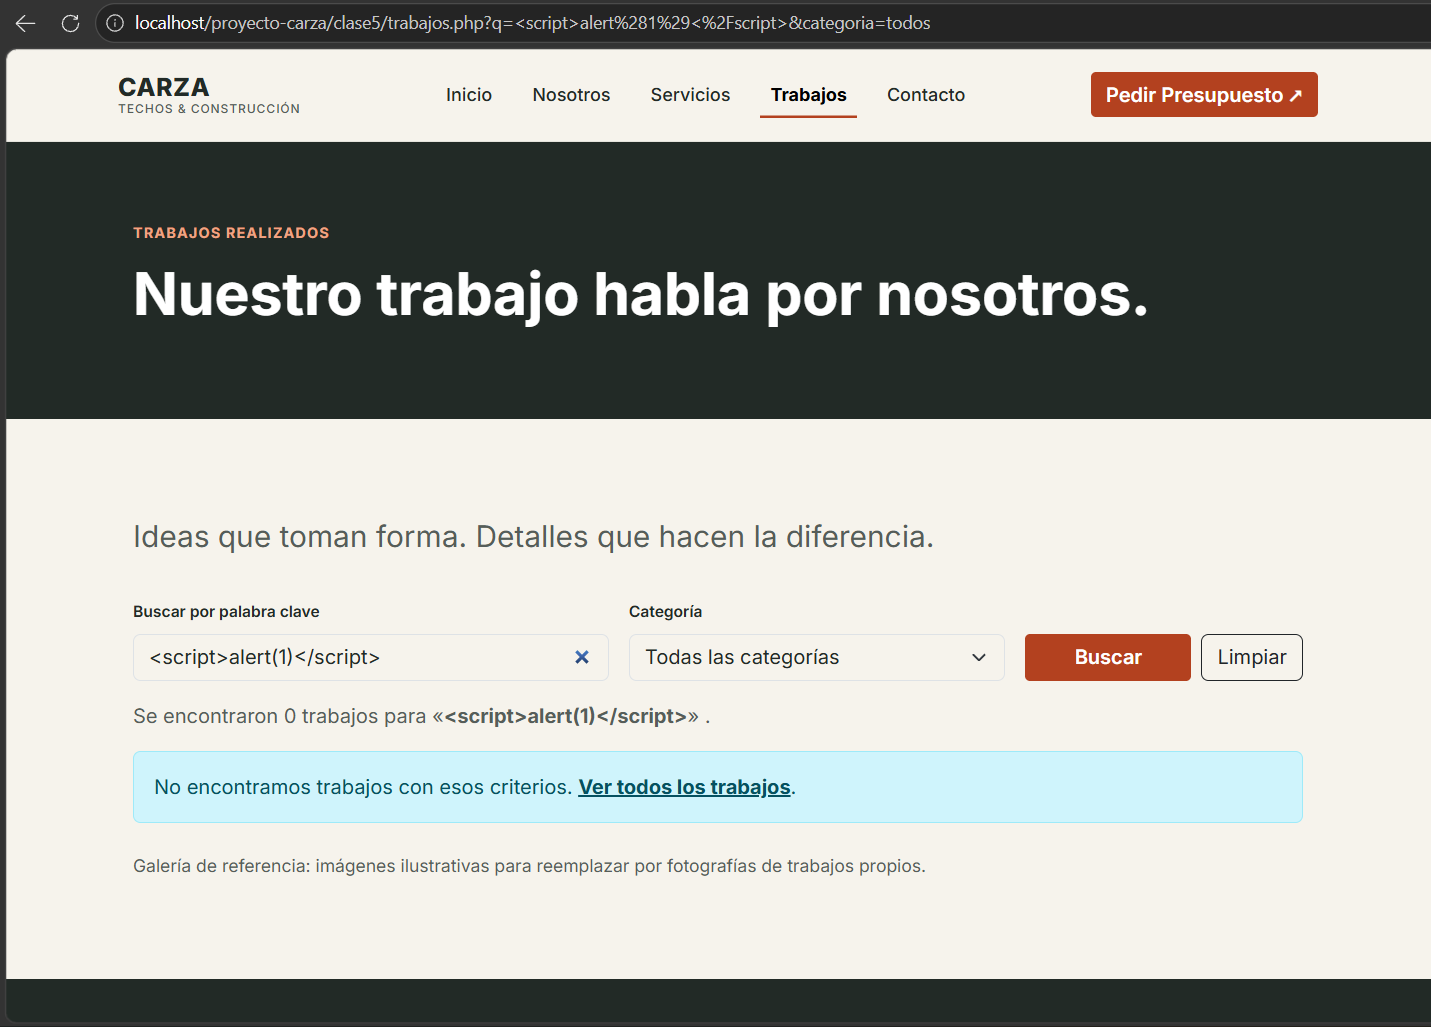 localhost/proyecto-carza/clase5/trabajos.php?q=<script>alert%281%29<%2Fscript>&categoria=todos
CARZA
TECHOS & CONSTRUCCIÓN
Inicio
Nosotros
Servicios
Trabajos
Contacto
Pedir Presupuesto ↗
TRABAJOS REALIZADOS
Nuestro trabajo habla por nosotros.
Ideas que toman forma. Detalles que hacen la diferencia.
Buscar por palabra clave
Categoría
<script>alert(1)</script>
Todas las categorías
Buscar
Limpiar
Se encontraron 0 trabajos para «<script>alert(1)</script>» .
No encontramos trabajos con esos criterios. Ver todos los trabajos.
Galería de referencia: imágenes ilustrativas para reemplazar por fotografías de trabajos propios.